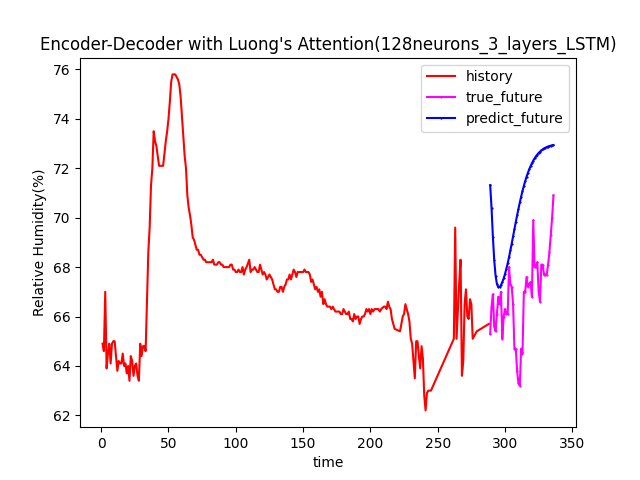 Encoder-Decoder with Luong's Attention(128neurons_3_layers_LSTM)
history
true_future
predict_future
Relative Humidity(%)
76
74
72
70
68
66
64
62
0 50 100 150 200 250 300 350
time